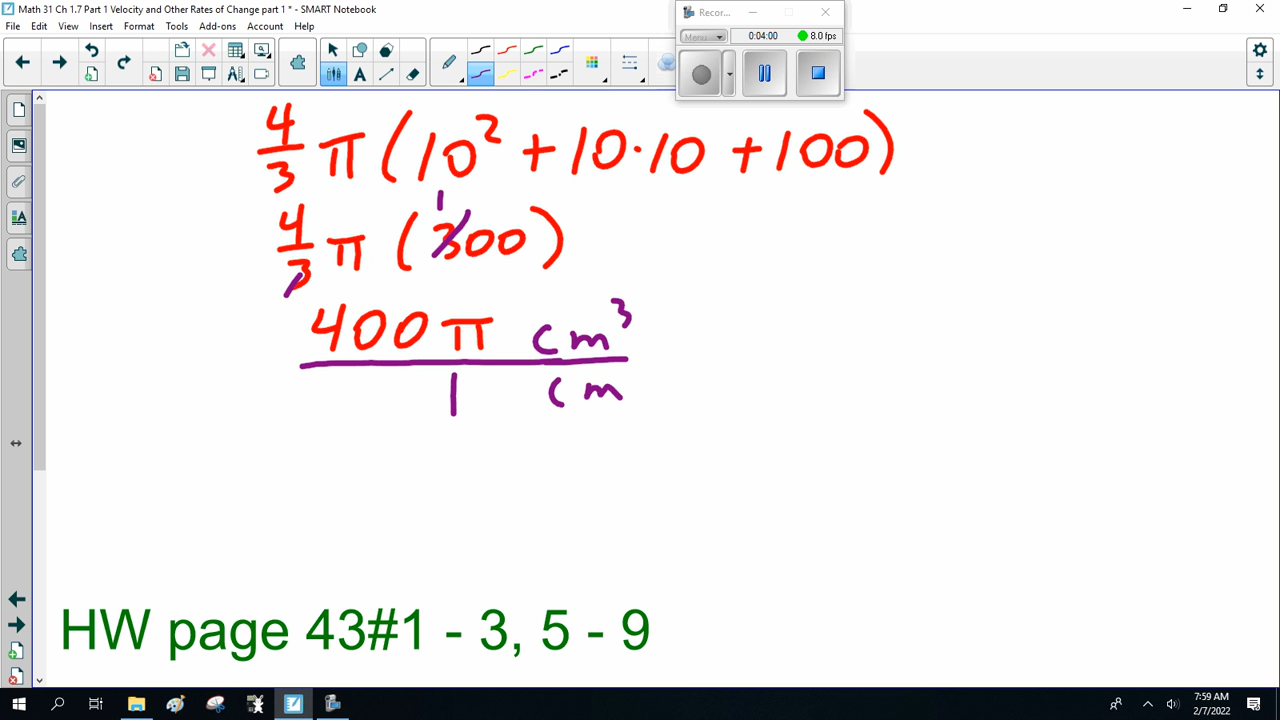 Math 31 Ch 1.7 Part 1 Velocity and Other Rates of Change part 1 * - SMART Notebook
Recor...
File Edit View Insert Format Tools Add-ons Account Help
Menu 0:04:00 8.0 fps
4/3 π (10² + 10·10 + 100)
1
4/3 π (300)
400 π cm³
1 cm
HW page 43#1 - 3, 5 - 9
7:59 AM
2/7/2022